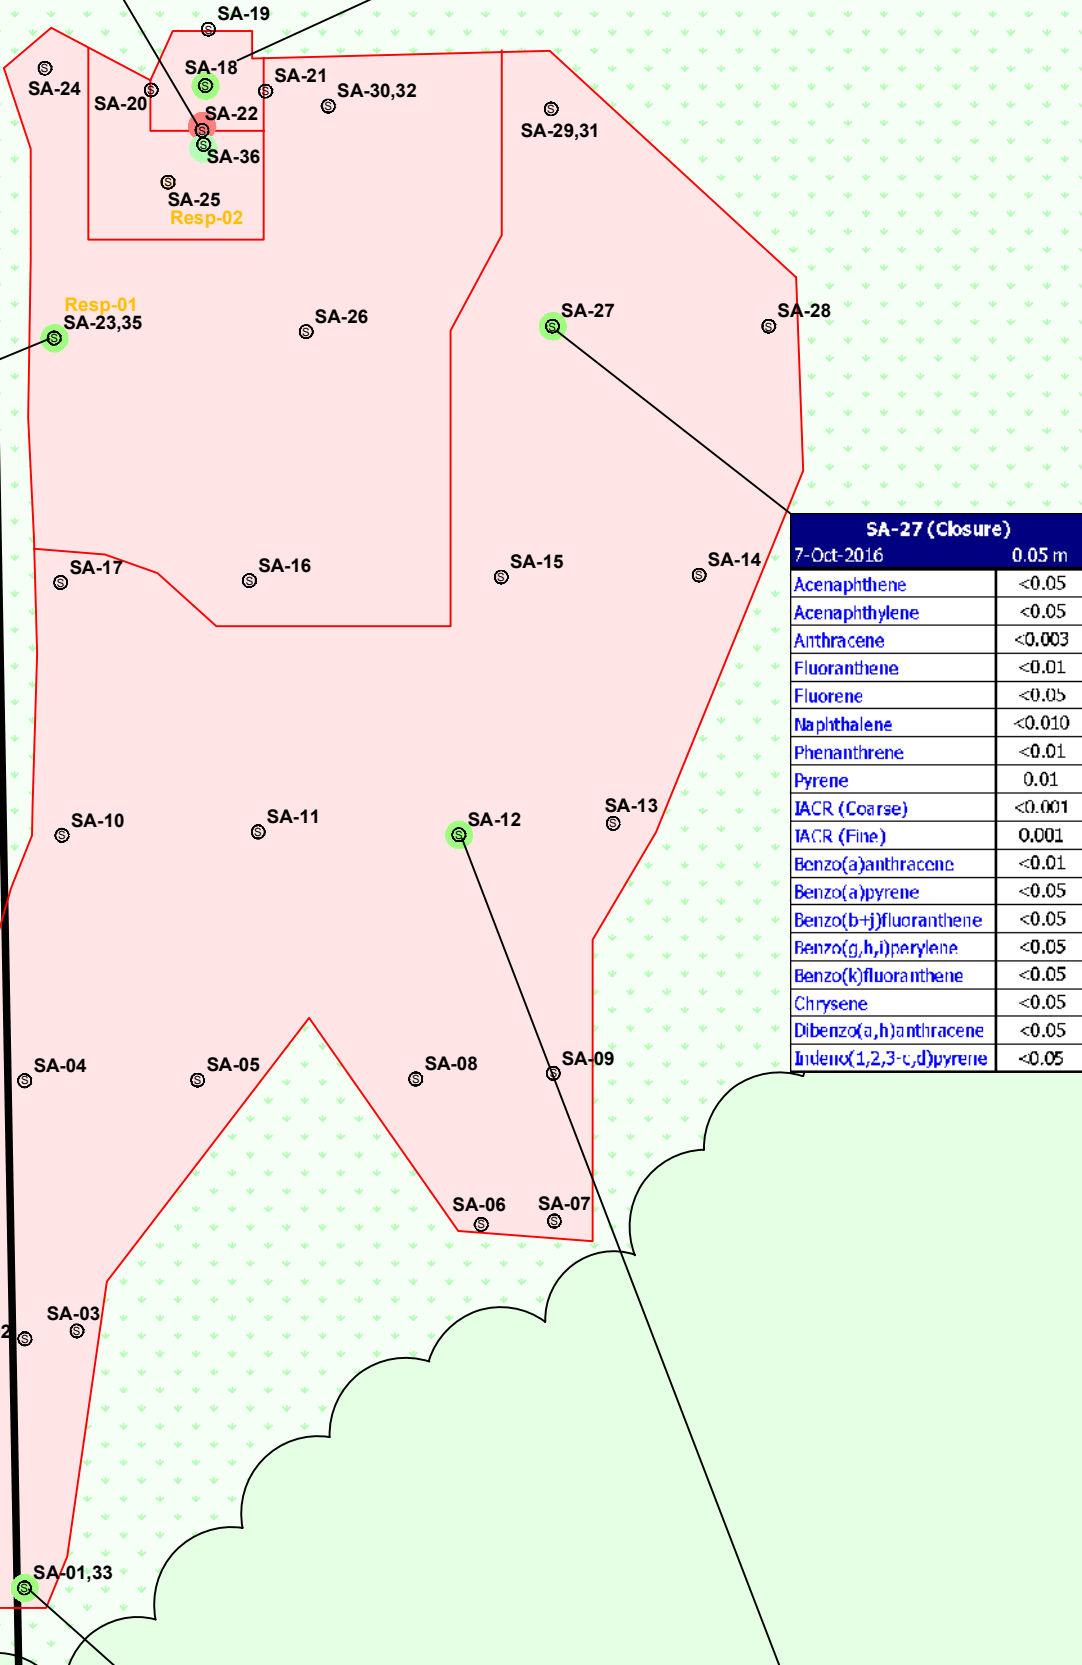 SA-19
SA-18
SA-24
SA-20
SA-21
SA-30,32
SA-22
SA-29,31
SA-36
SA-25
Resp-02
Resp-01
SA-23,35
SA-26
SA-27
SA-28
SA-27 (Closure)
7-Oct-2016 0.05 m
Acenaphthene <0.05
Acenaphthylene <0.05
Anthracene <0.003
Fluoranthene <0.01
Fluorene <0.05
Naphthalene <0.010
Phenanthrene <0.01
Pyrene 0.01
IACR (Coarse) <0.001
IACR (Fine) 0.001
Benzo(a)anthracene <0.01
Benzo(a)pyrene <0.05
Benzo(b+j)fluoranthene <0.05
Benzo(g,h,i)perylene <0.05
Benzo(k)fluoranthene <0.05
Chrysene <0.05
Dibenzo(a,h)anthracene <0.05
Indeno(1,2,3-c,d)pyrene <0.05
SA-17
SA-16
SA-15
SA-14
SA-10
SA-11
SA-12
SA-13
SA-04
SA-05
SA-08
SA-09
SA-06
SA-07
SA-03
2
SA-01,33